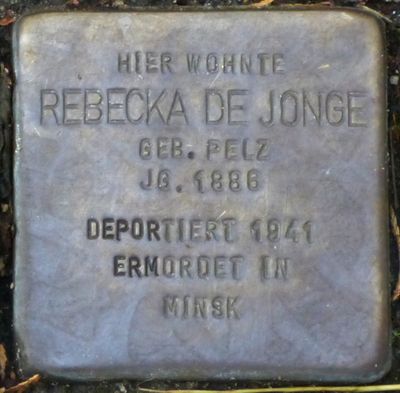 HIER WOHNTE
REBECKA DE JONGE
GEB. PELZ
JG. 1886
DEPORTIERT 1941
ERMORDET IN
MINSK